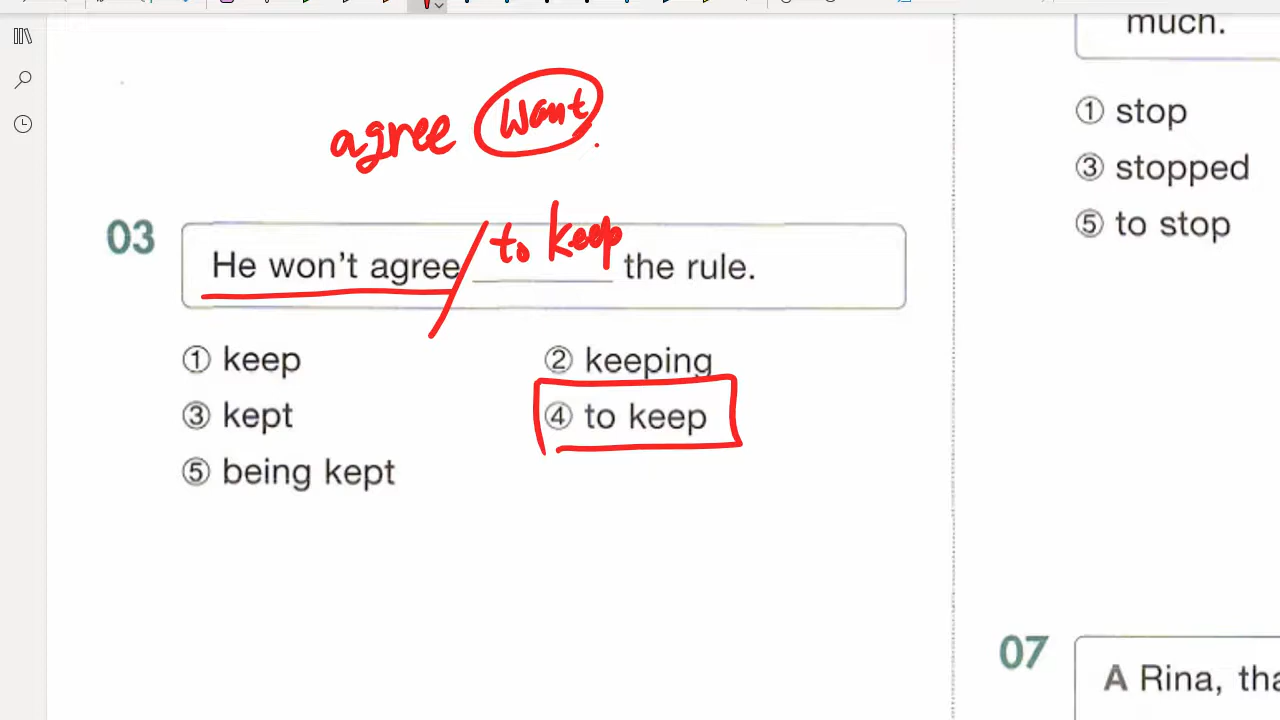 much.
① stop
③ stopped
⑤ to stop
agree want
03
to keep
He won't agree ______ the rule.
① keep
② keeping
③ kept
④ to keep
⑤ being kept
07
A Rina, tha